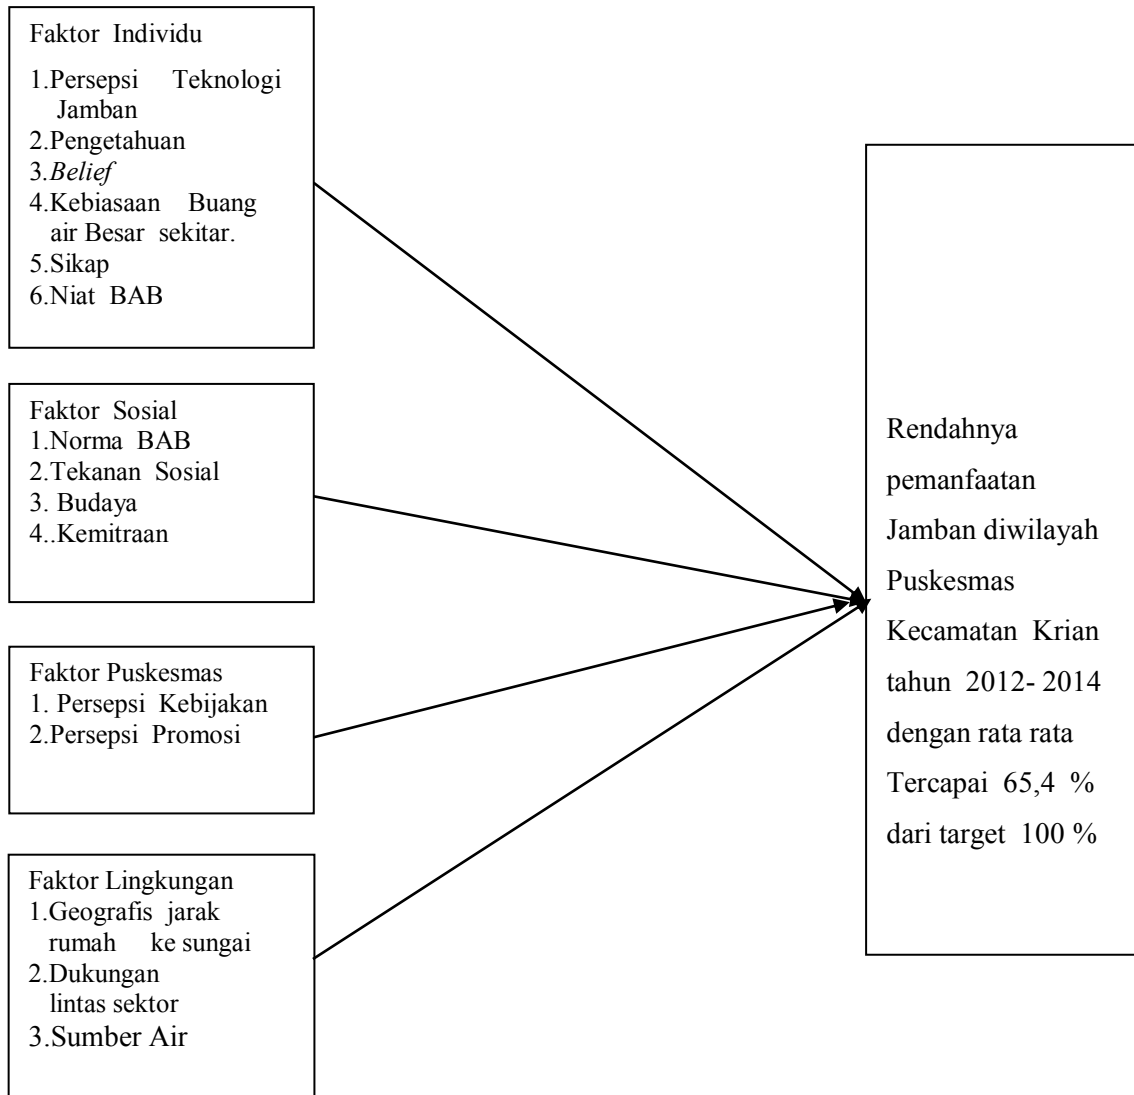 Faktor Individu
1.Persepsi Teknologi
Jamban
2.Pengetahuan
3.Belief
4.Kebiasaan Buang
air Besar sekitar.
5.Sikap
6.Niat BAB
Faktor Sosial
1.Norma BAB
2.Tekanan Sosial
3. Budaya
4..Kemitraan
Faktor Puskesmas
1. Persepsi Kebijakan
2.Persepsi Promosi
Faktor Lingkungan
1.Geografis jarak
rumah ke sungai
2.Dukungan
lintas sektor
3.Sumber Air
Rendahnya
pemanfaatan
Jamban diwilayah
Puskesmas
Kecamatan Krian
tahun 2012- 2014
dengan rata rata
Tercapai 65,4 %
dari target 100 %